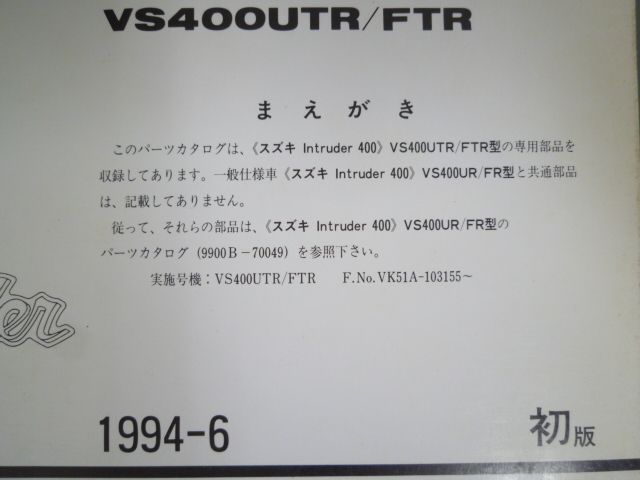 VS400UTR/FTR
まえがき
このパーツカタログは、《スズキ Intruder 400》VS400UTR/FTR型の専用部品を
収録してあります。一般仕様車《スズキ Intruder 400》VS400UR/FR型と共通部品
は、記載してありません。
従って、それらの部品は、《スズキ Intruder 400》VS400UR/FR型の
パーツカタログ(9900B-70049)を参照下さい。
実施号機:VS400UTR/FTR F.No.VK51A-103155~
der
1994-6
初版